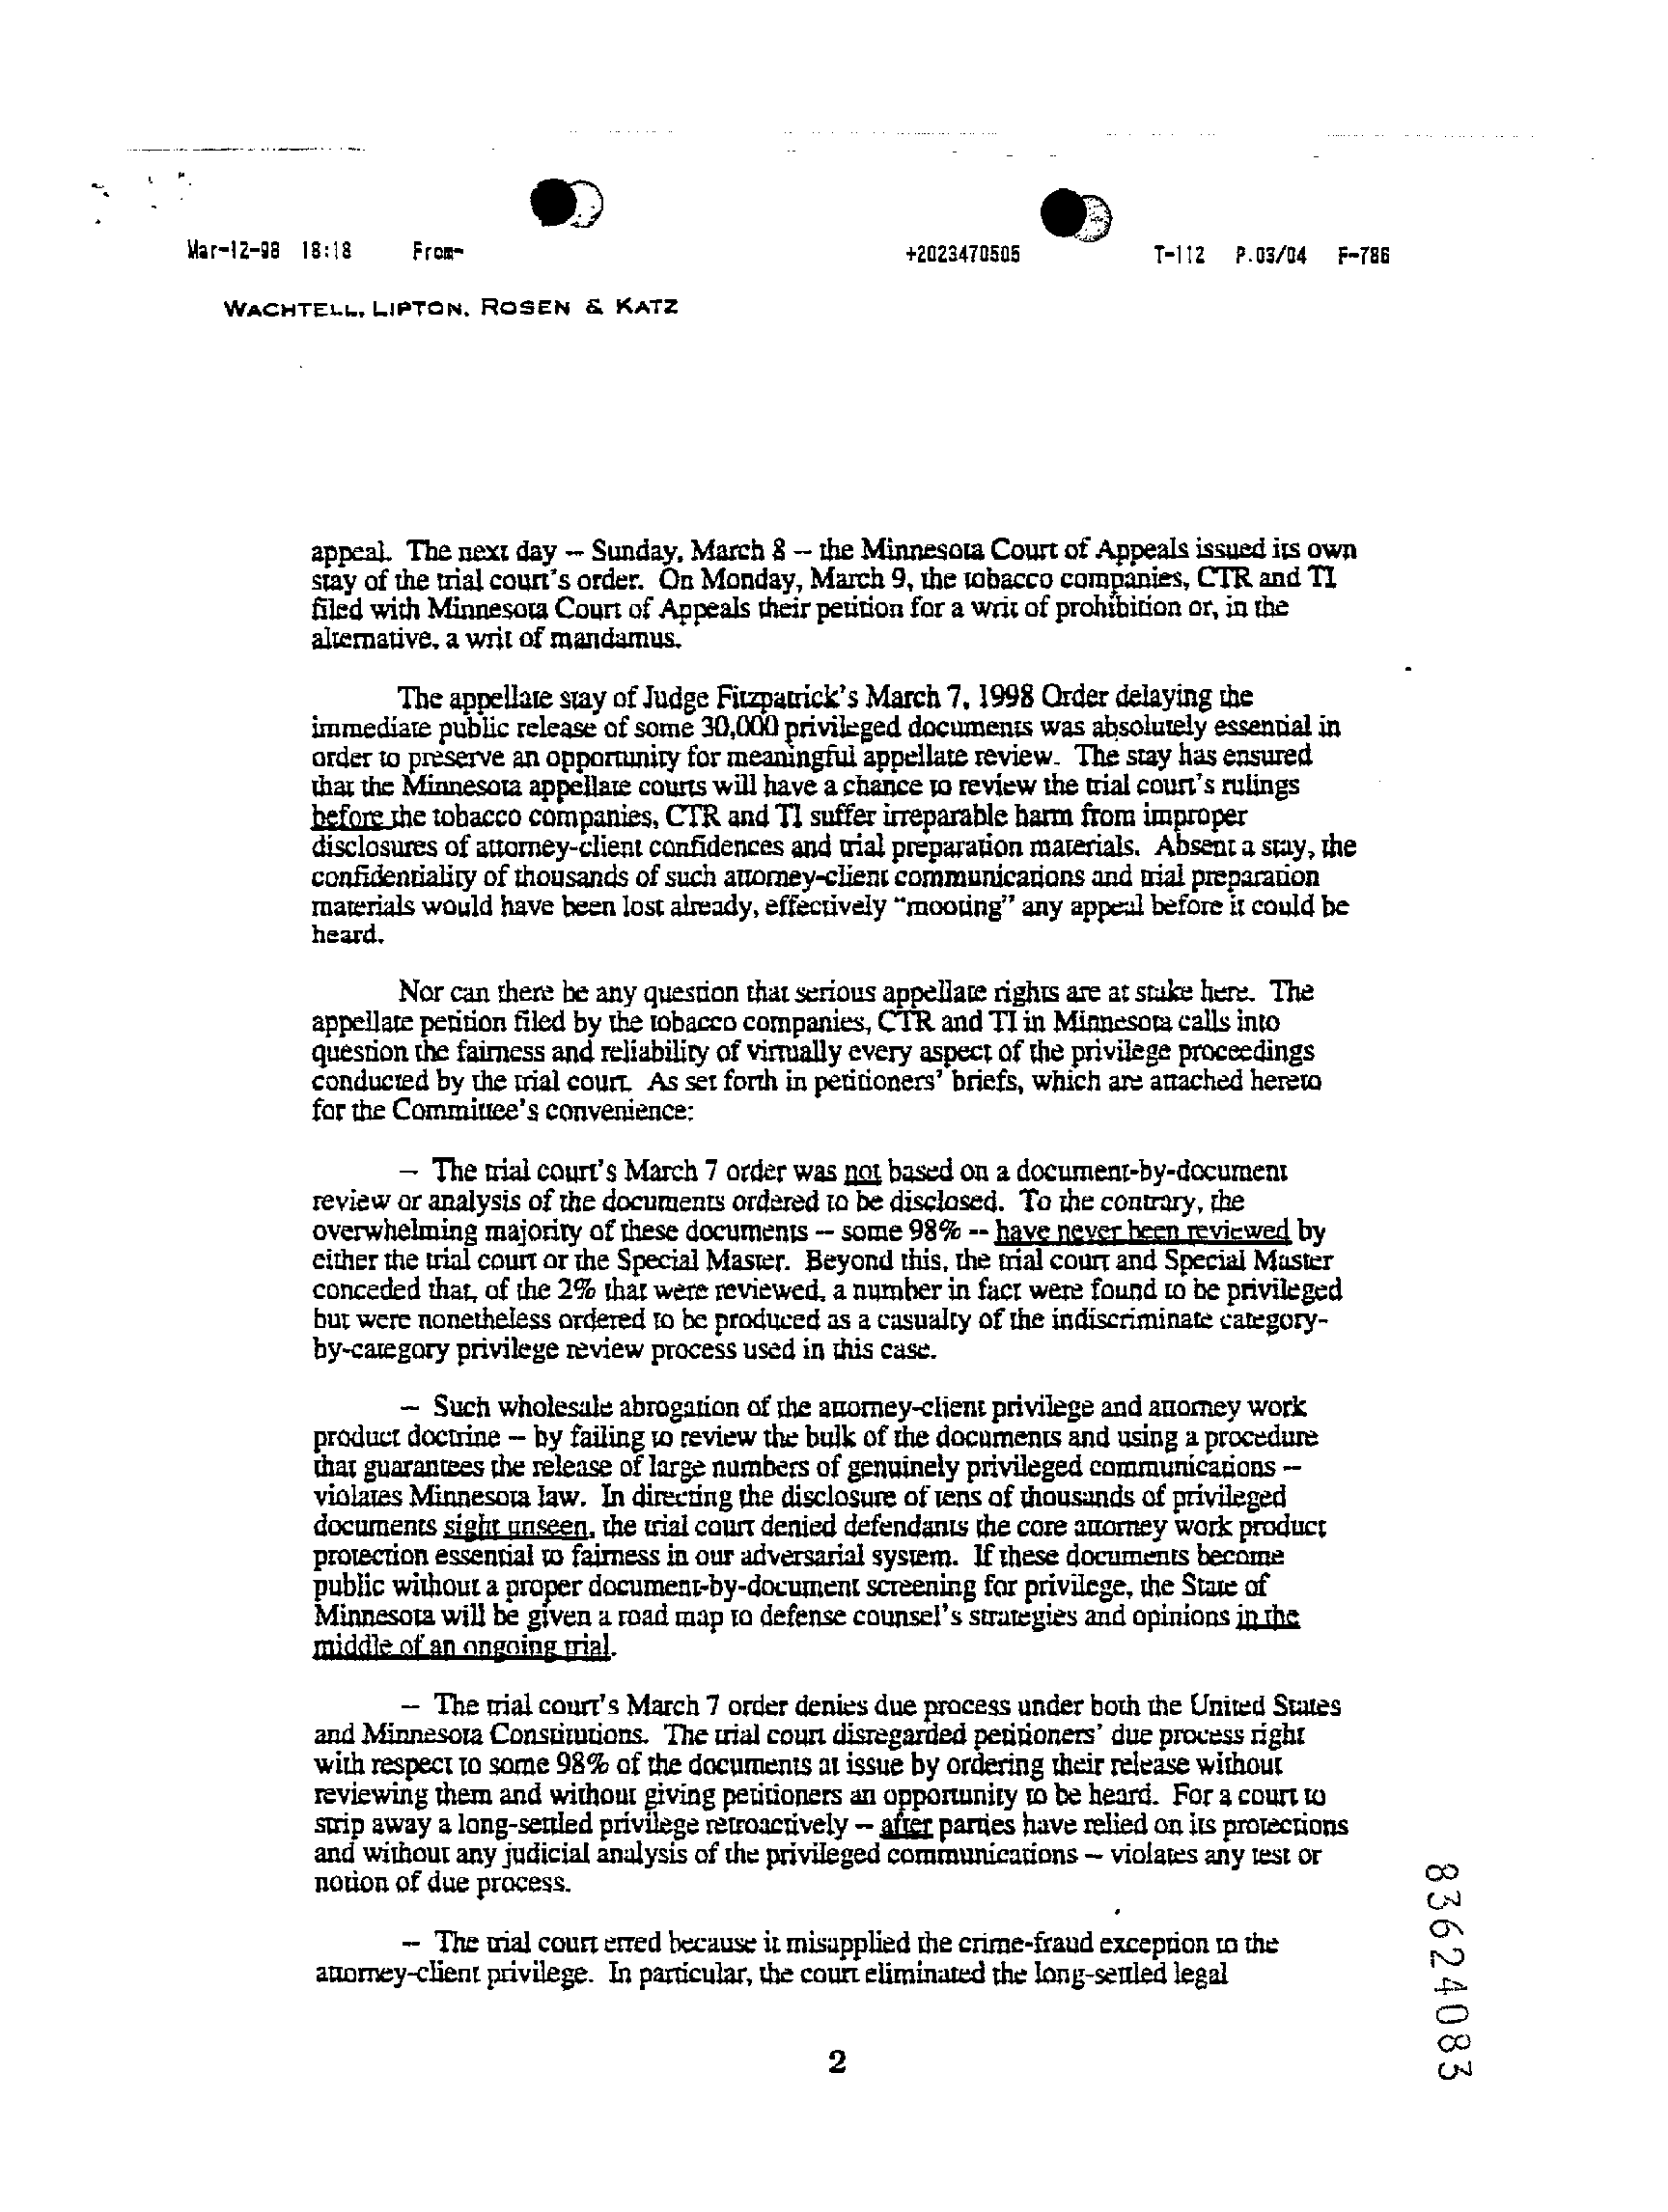 Mar-12-98 18:18 From- +2023470505 T-112 P.03/04 F-786
WACHTELL, LIPTON, ROSEN & KATZ
appeal. The next day -- Sunday, March 8 -- the Minnesota Court of Appeals issued its own
stay of the trial court's order. On Monday, March 9, the tobacco companies, CTR and TI
filed with Minnesota Court of Appeals their petition for a writ of prohibition or, in the
alternative, a writ of mandamus.
The appellate stay of Judge Fitzpatrick's March 7, 1998 Order delaying the
immediate public release of some 30,000 privileged documents was absolutely essential in
order to preserve an opportunity for meaningful appellate review. The stay has ensured
that the Minnesota appellate courts will have a chance to review the trial court's rulings
before the tobacco companies, CTR and TI suffer irreparable harm from improper
disclosures of attorney-client confidences and trial preparation materials. Absent a stay, the
confidentiality of thousands of such attorney-client communications and trial preparation
materials would have been lost already, effectively "mooting" any appeal before it could be
heard.
Nor can there be any question that serious appellate rights are at stake here. The
appellate petition filed by the tobacco companies, CTR and TI in Minnesota calls into
question the fairness and reliability of virtually every aspect of the privilege proceedings
conducted by the trial court. As set forth in petitioners' briefs, which are attached hereto
for the Committee's convenience:
-- The trial court's March 7 order was not based on a document-by-document
review or analysis of the documents ordered to be disclosed. To the contrary, the
overwhelming majority of these documents -- some 98% -- have never been reviewed by
either the trial court or the Special Master. Beyond this, the trial court and Special Master
conceded that, of the 2% that were reviewed, a number in fact were found to be privileged
but were nonetheless ordered to be produced as a casualty of the indiscriminate category-
by-category privilege review process used in this case.
-- Such wholesale abrogation of the attorney-client privilege and attorney work
product doctrine -- by failing to review the bulk of the documents and using a procedure
that guarantees the release of large numbers of genuinely privileged communications --
violates Minnesota law. In directing the disclosure of tens of thousands of privileged
documents sight unseen, the trial court denied defendants the core attorney work product
protection essential to fairness in our adversarial system. If these documents become
public without a proper document-by-document screening for privilege, the State of
Minnesota will be given a road map to defense counsel's strategies and opinions in the
middle of an ongoing trial.
-- The trial court's March 7 order denies due process under both the United States
and Minnesota Constitutions. The trial court disregarded petitioners' due process right
with respect to some 98% of the documents at issue by ordering their release without
reviewing them and without giving petitioners an opportunity to be heard. For a court to
strip away a long-settled privilege retroactively -- after parties have relied on its protections
and without any judicial analysis of the privileged communications -- violates any test or
notion of due process.
-- The trial court erred because it misapplied the crime-fraud exception to the
attorney-client privilege. In particular, the court eliminated the long-settled legal
2
83624083